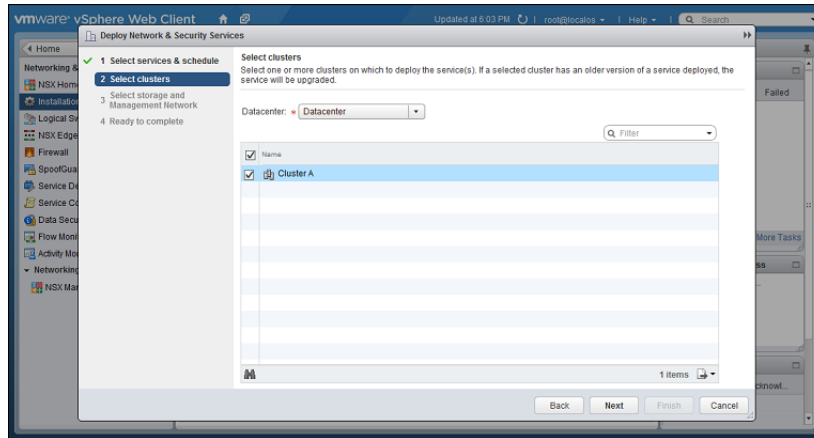 vmware® vSphere Web Client
Updated at 6:03 PM
root@localos
Help
Search
Home
Networking &
NSX Hom
Installation
Logical Sw
NSX Edge
Firewall
SpoofGua
Service De
Service Co
Data Secu
Flow Moni
Activity Mo
Networking
NSX Mar
Failed
More Tasks
ss
cknowl...
Deploy Network & Security Services
1 Select services & schedule
2 Select clusters
3 Select storage and
Management Network
4 Ready to complete
Select clusters
Select one or more clusters on which to deploy the service(s). If a selected cluster has an older version of a service deployed, the
service will be upgraded.
Datacenter: * Datacenter
Filter
Name
Cluster A
1 items
Back Next Finish Cancel